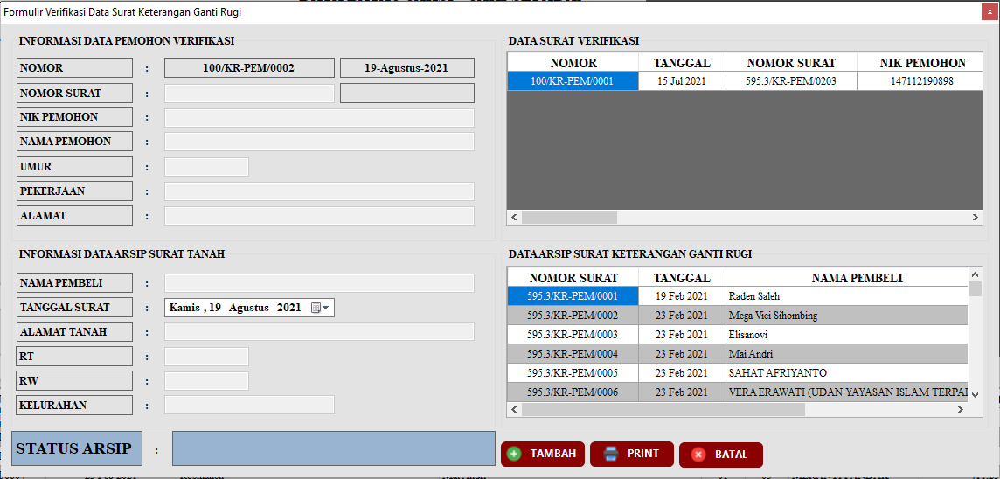 Formulir Verifikasi Data Surat Keterangan Ganti Rugi
x
INFORMASI DATA PEMOHON VERIFIKASI
NOMOR : 100/KR-PEM/0002 19-Agustus-2021
NOMOR SURAT :
NIK PEMOHON :
NAMA PEMOHON :
UMUR :
PEKERJAAN :
ALAMAT :
DATA SURAT VERIFIKASI
NOMOR TANGGAL NOMOR SURAT NIK PEMOHON
100/KR-PEM/0001 15 Jul 2021 595.3/KR-PEM/0203 147112190898
INFORMASI DATA ARSIP SURAT TANAH
NAMA PEMBELI :
TANGGAL SURAT : Kamis , 19 Agustus 2021
ALAMAT TANAH :
RT :
RW :
KELURAHAN :
DATA ARSIP SURAT KETERANGAN GANTI RUGI
NOMOR SURAT TANGGAL NAMA PEMBELI
595.3/KR-PEM/0001 19 Feb 2021 Raden Saleh
595.3/KR-PEM/0002 23 Feb 2021 Mega Vici Sihombing
595.3/KR-PEM/0003 23 Feb 2021 Elisanovi
595.3/KR-PEM/0004 23 Feb 2021 Mai Andri
595.3/KR-PEM/0005 23 Feb 2021 SAHAT AFRIYANTO
595.3/KR-PEM/0006 23 Feb 2021 VERA ERAWATI (UDAN YAYASAN ISLAM TERPAI
STATUS ARSIP :
TAMBAH PRINT BATAL